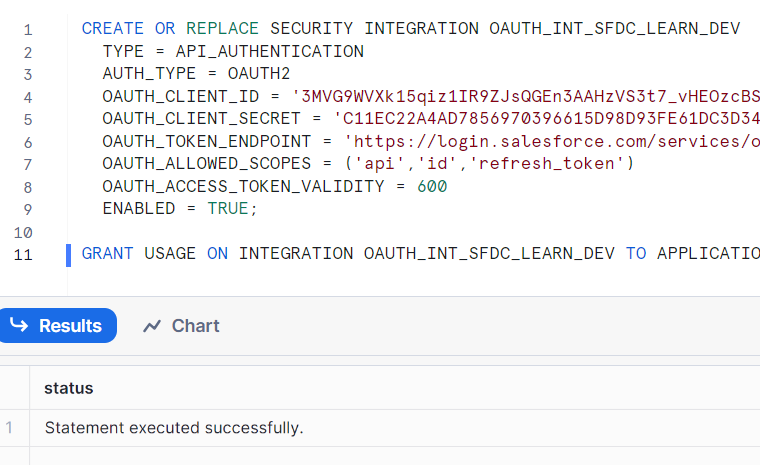 1 CREATE OR REPLACE SECURITY INTEGRATION OAUTH_INT_SFDC_LEARN_DEV
2 TYPE = API_AUTHENTICATION
3 AUTH_TYPE = OAUTH2
4 OAUTH_CLIENT_ID = '3MVG9WVXk15qiz1IR9ZJsQGEn3AAHzVS3t7_vHEOzcBS
5 OAUTH_CLIENT_SECRET = 'C11EC22A4AD7856970396615D98D93FE61DC3D34
6 OAUTH_TOKEN_ENDPOINT = 'https://login.salesforce.com/services/o
7 OAUTH_ALLOWED_SCOPES = ('api','id','refresh_token')
8 OAUTH_ACCESS_TOKEN_VALIDITY = 600
9 ENABLED = TRUE;
10
11 GRANT USAGE ON INTEGRATION OAUTH_INT_SFDC_LEARN_DEV TO APPLICATIO
Results Chart
status
1 Statement executed successfully.